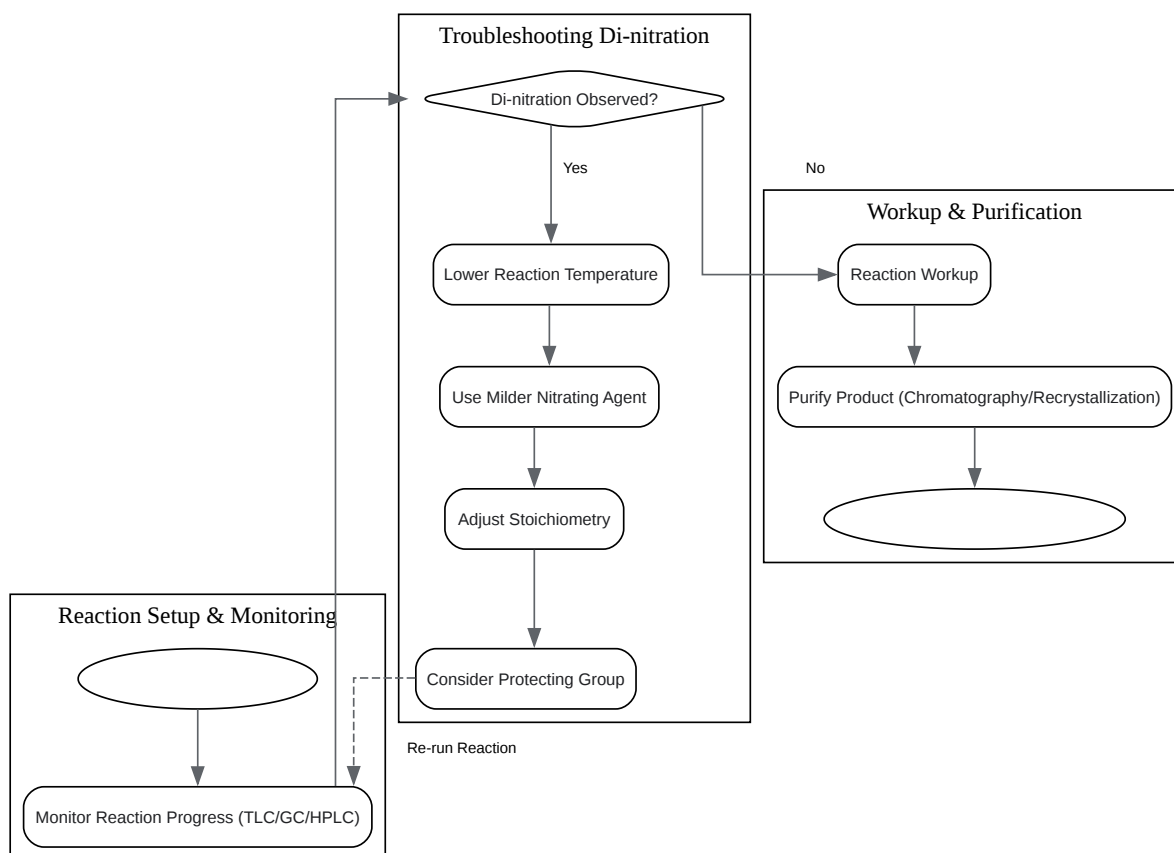 Troubleshooting Di-nitration
Di-nitration Observed?
Yes
No
Lower Reaction Temperature
Use Milder Nitrating Agent
Adjust Stoichiometry
Consider Protecting Group
Re-run Reaction
Workup & Purification
Reaction Workup
Purify Product (Chromatography/Recrystallization)
Reaction Setup & Monitoring
Monitor Reaction Progress (TLC/GC/HPLC)